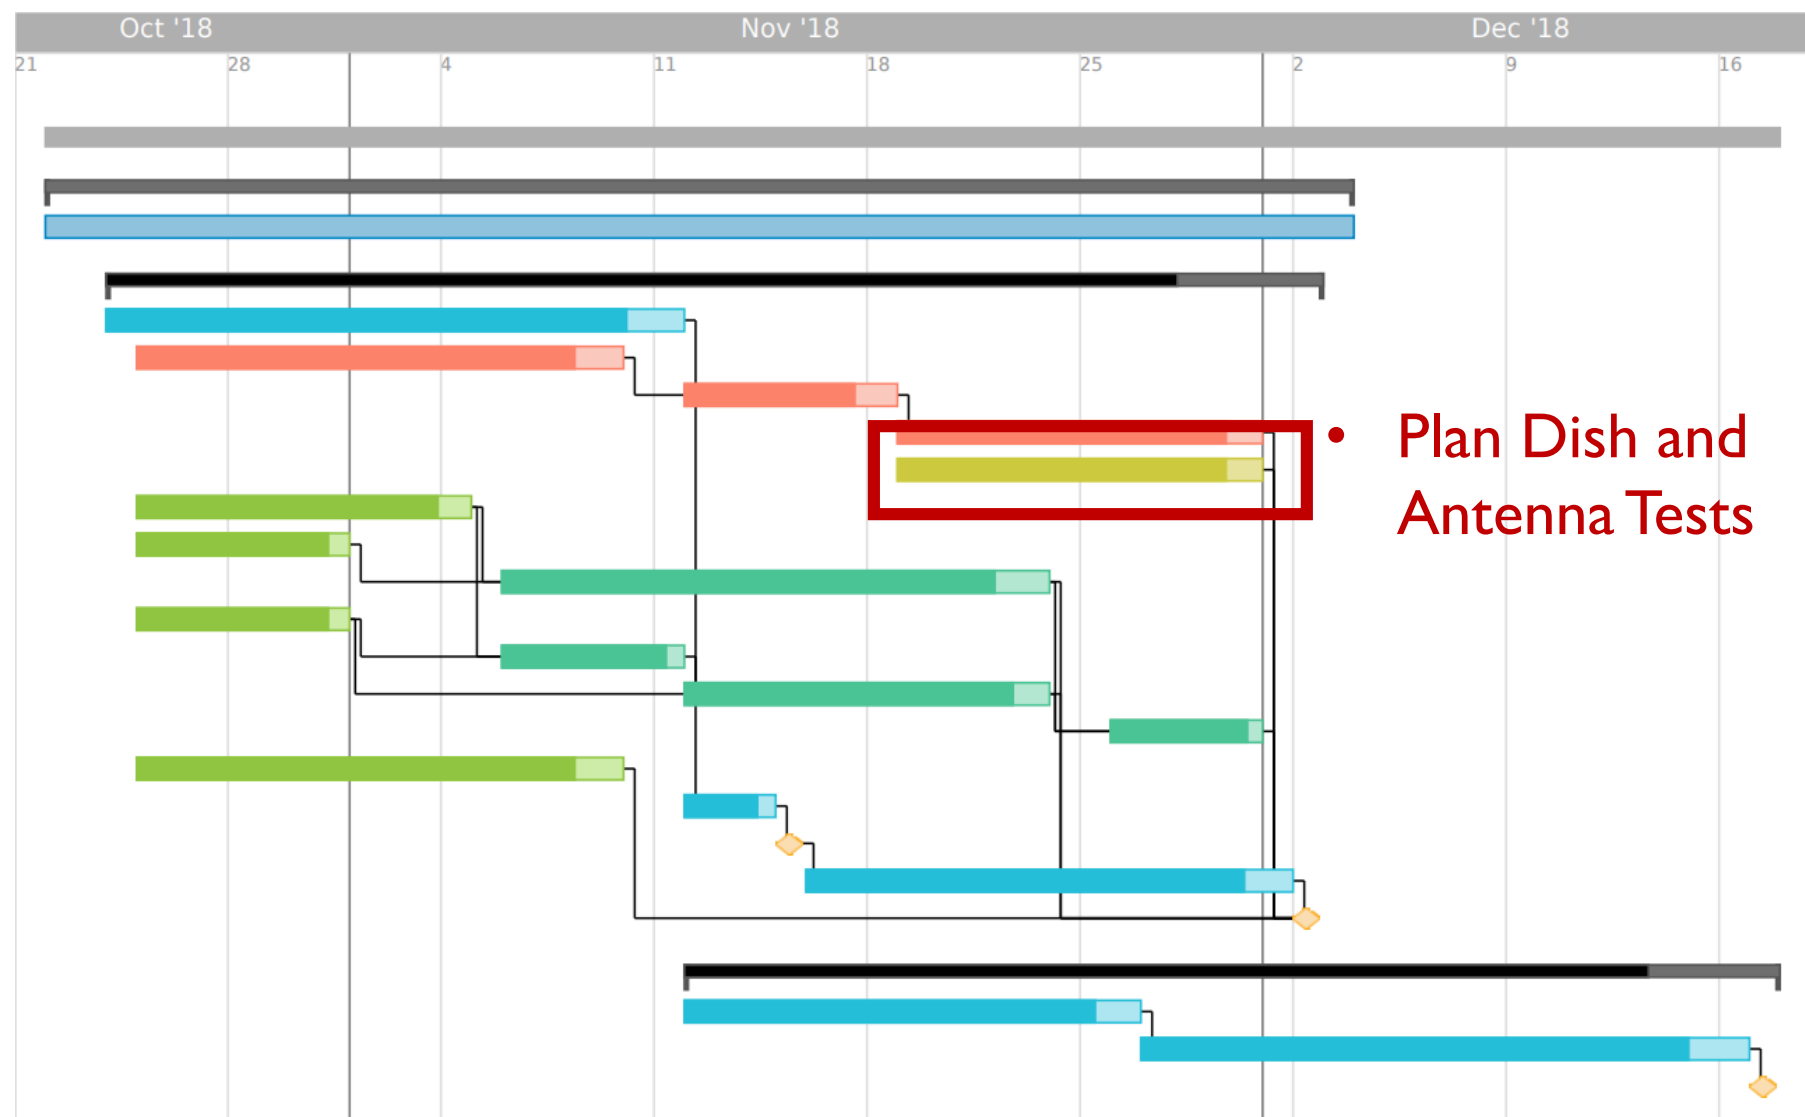 Oct '18 Nov '18 Dec '18
21 28 4 11 18 25 2 9 16
• Plan Dish and
Antenna Tests